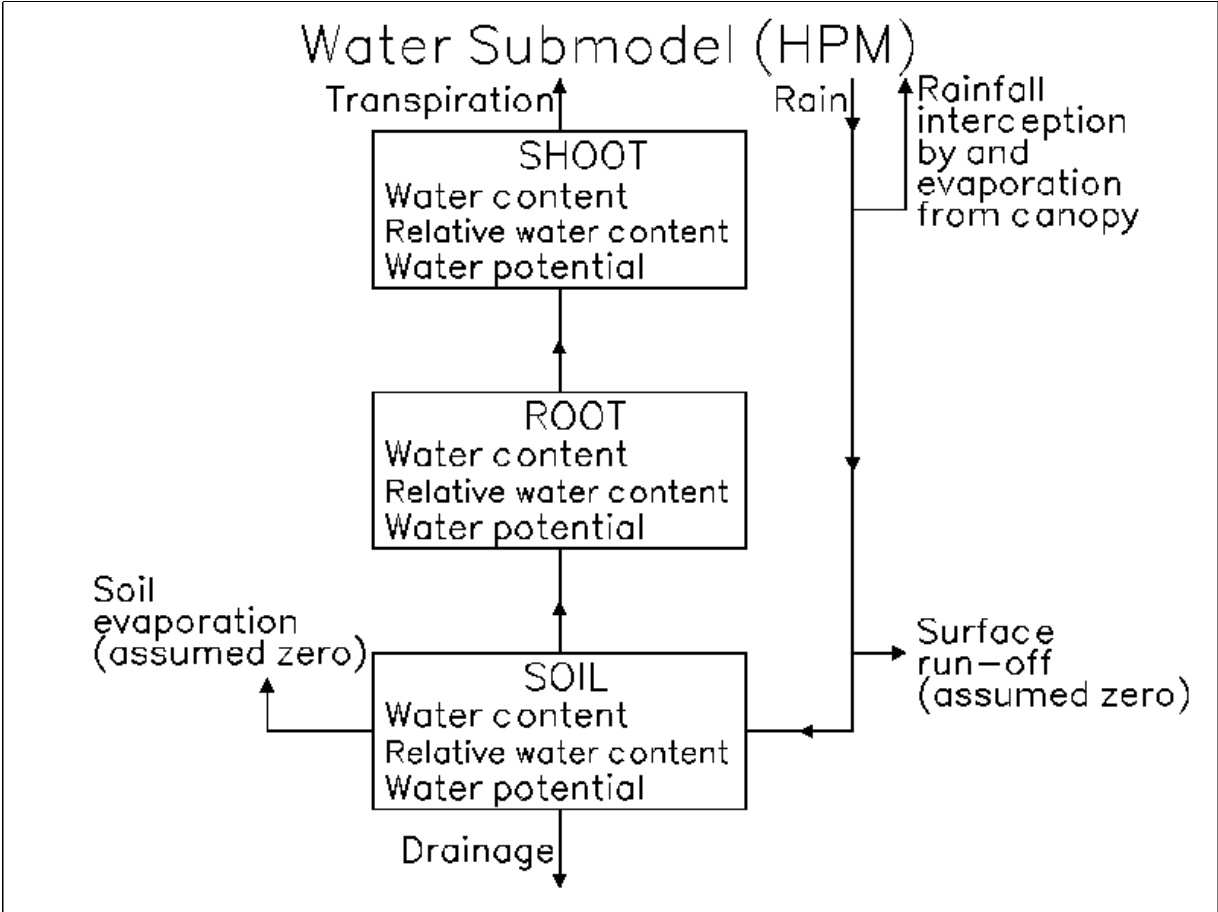 Water Submodel (HPM)
Transpiration
Rain
Rainfall
interception
by and
evaporation
from canopy
SHOOT
Water content
Relative water content
Water potential
ROOT
Water content
Relative water content
Water potential
Soil
evaporation
(assumed zero)
Surface
run-off
(assumed zero)
SOIL
Water content
Relative water content
Water potential
Drainage